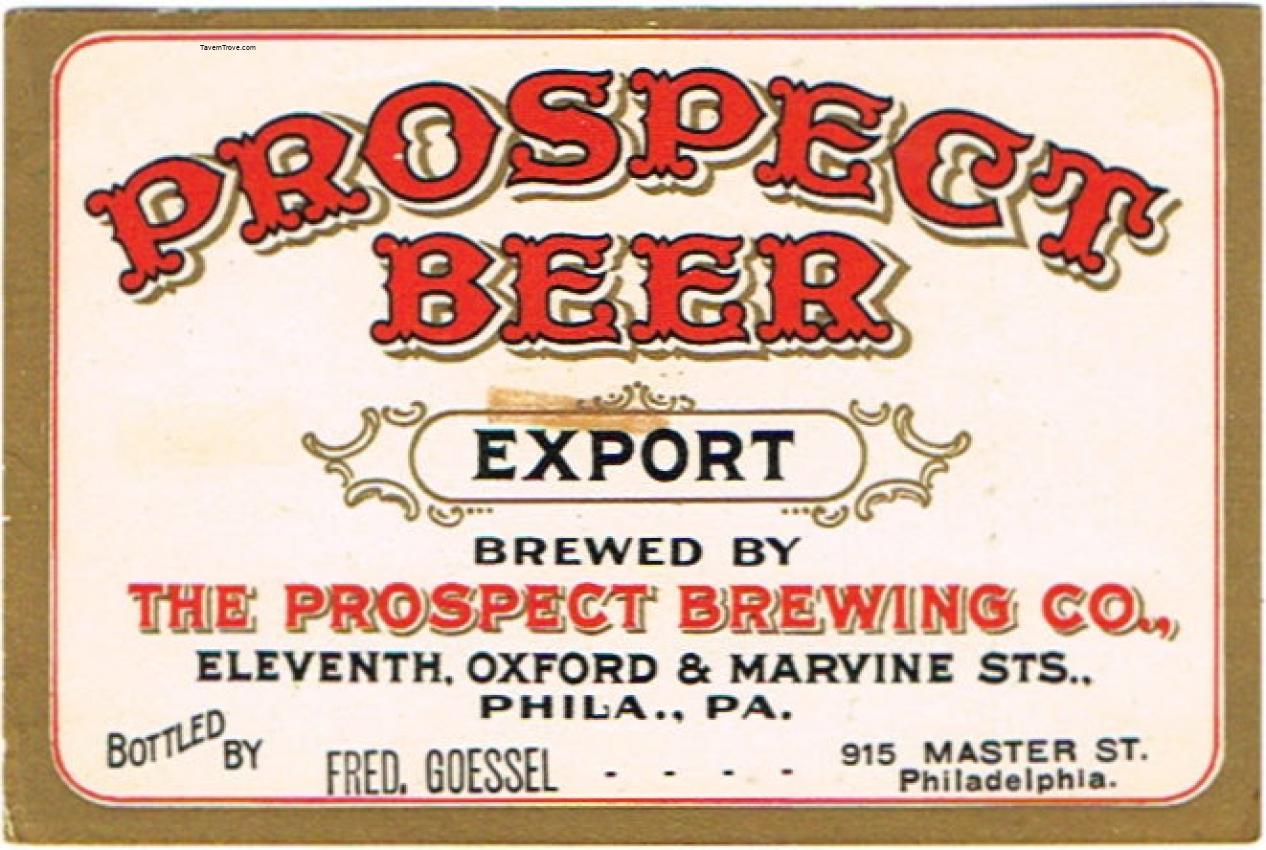 TavernTrove.com
PROSPECT
BEER
EXPORT
BREWED BY
THE PROSPECT BREWING CO.,
ELEVENTH, OXFORD & MARVINE STS.,
PHILA., PA.
BOTTLED BY FRED. GOESSEL - - - - 915 MASTER ST.
Philadelphia.